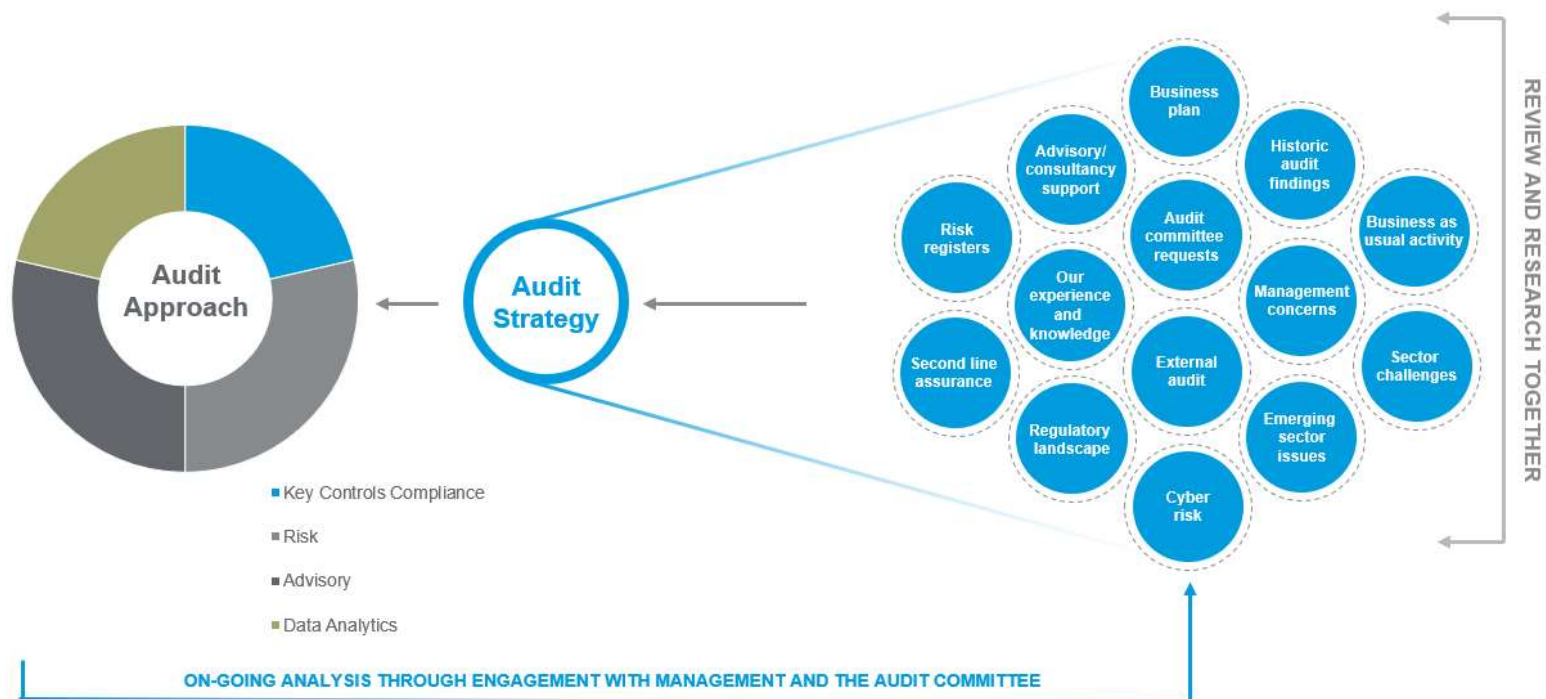 Audit
Approach
Key Controls Compliance
Risk
Advisory
Data Analytics
Audit
Strategy
Business
plan
Advisory/
consultancy
support
Historic
audit
findings
Risk
registers
Audit
committee
requests
Business as
usual activity
Our
experience
and
knowledge
Management
concerns
Second line
assurance
External
audit
Sector
challenges
Regulatory
landscape
Emerging
sector
issues
Cyber
risk
REVIEW AND RESEARCH TOGETHER
ON-GOING ANALYSIS THROUGH ENGAGEMENT WITH MANAGEMENT AND THE AUDIT COMMITTEE